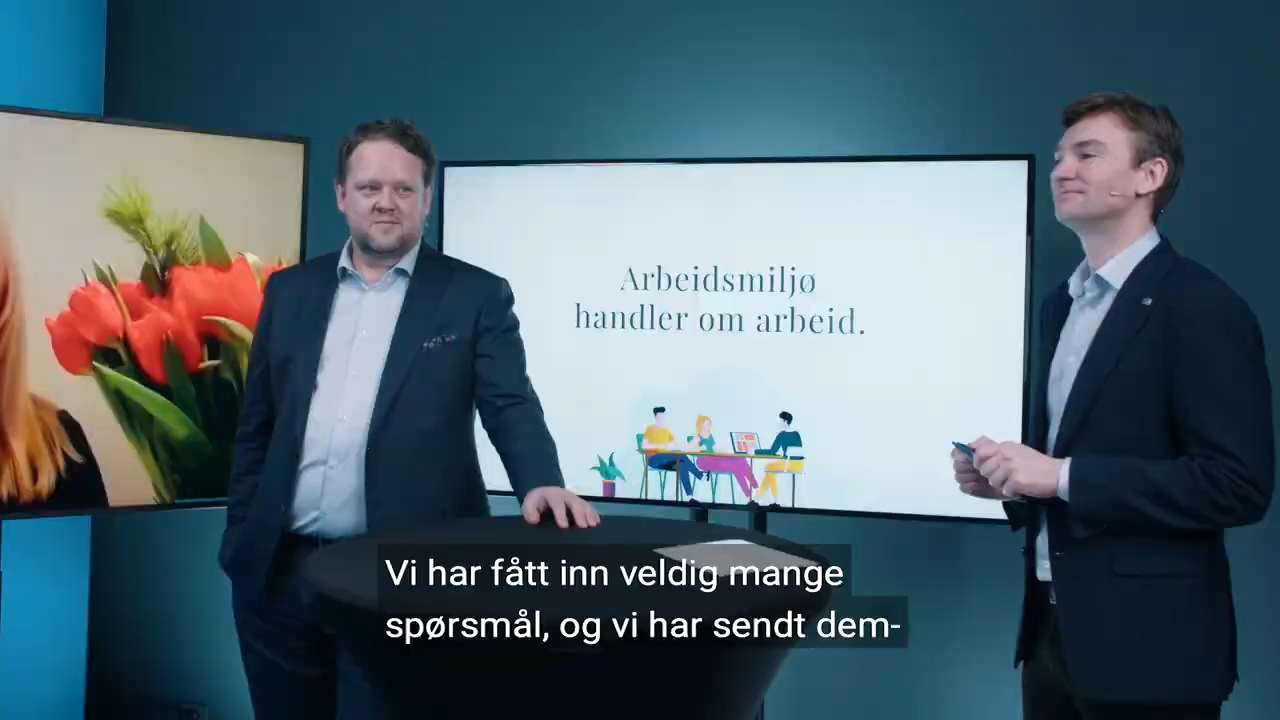 Arbeidsmiljø
handler om arbeid.
Vi har fått inn veldig mange
spørsmål, og vi har sendt dem-